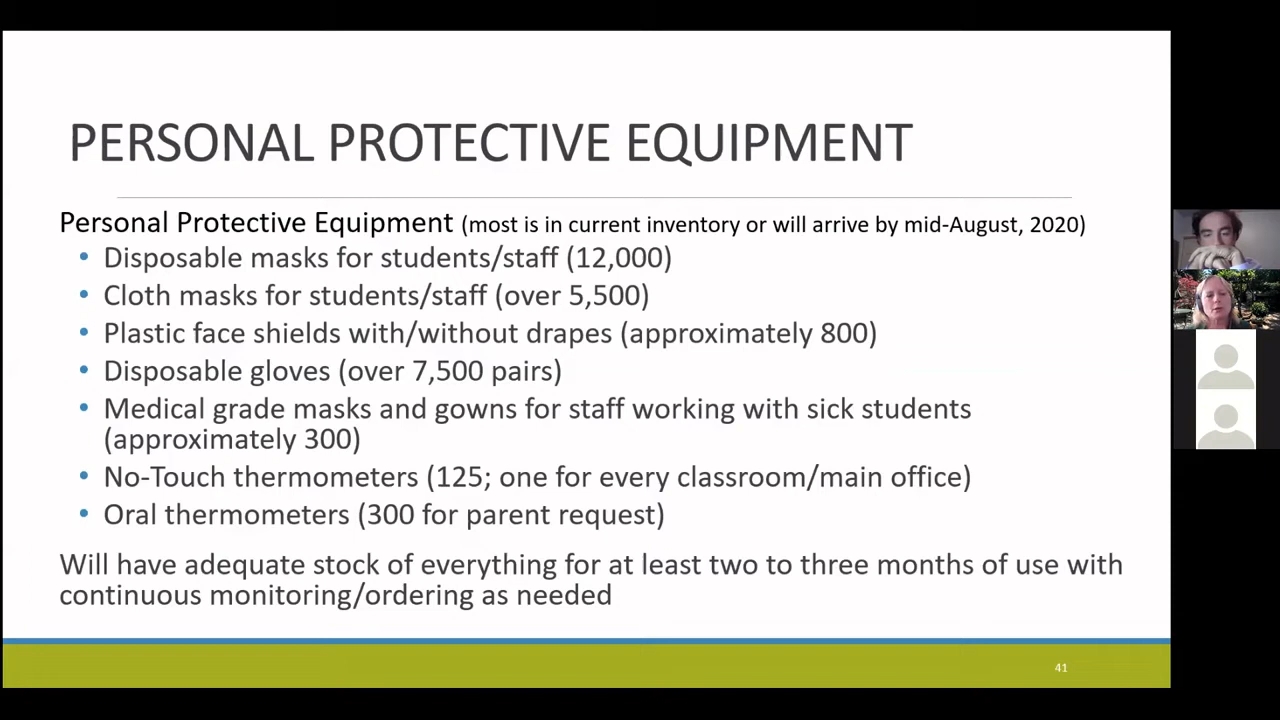 PERSONAL PROTECTIVE EQUIPMENT
Personal Protective Equipment (most is in current inventory or will arrive by mid-August, 2020)
• Disposable masks for students/staff (12,000)
• Cloth masks for students/staff (over 5,500)
• Plastic face shields with/without drapes (approximately 800)
• Disposable gloves (over 7,500 pairs)
• Medical grade masks and gowns for staff working with sick students
(approximately 300)
• No-Touch thermometers (125; one for every classroom/main office)
• Oral thermometers (300 for parent request)
Will have adequate stock of everything for at least two to three months of use with
continuous monitoring/ordering as needed
41